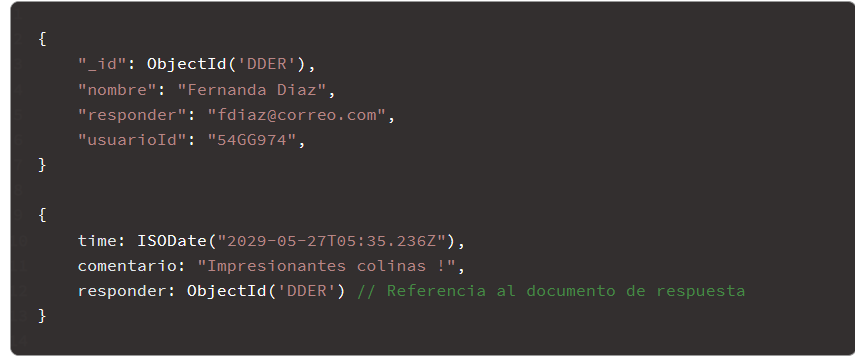 {
"_id": ObjectId('DDER'),
"nombre": "Fernanda Diaz",
"responder": "fdiaz@correo.com",
"usuarioId": "54GG974",
}
{
time: ISODate("2029-05-27T05:35.236Z"),
comentario: "Impresionantes colinas !",
responder: ObjectId('DDER') // Referencia al documento de respuesta
}